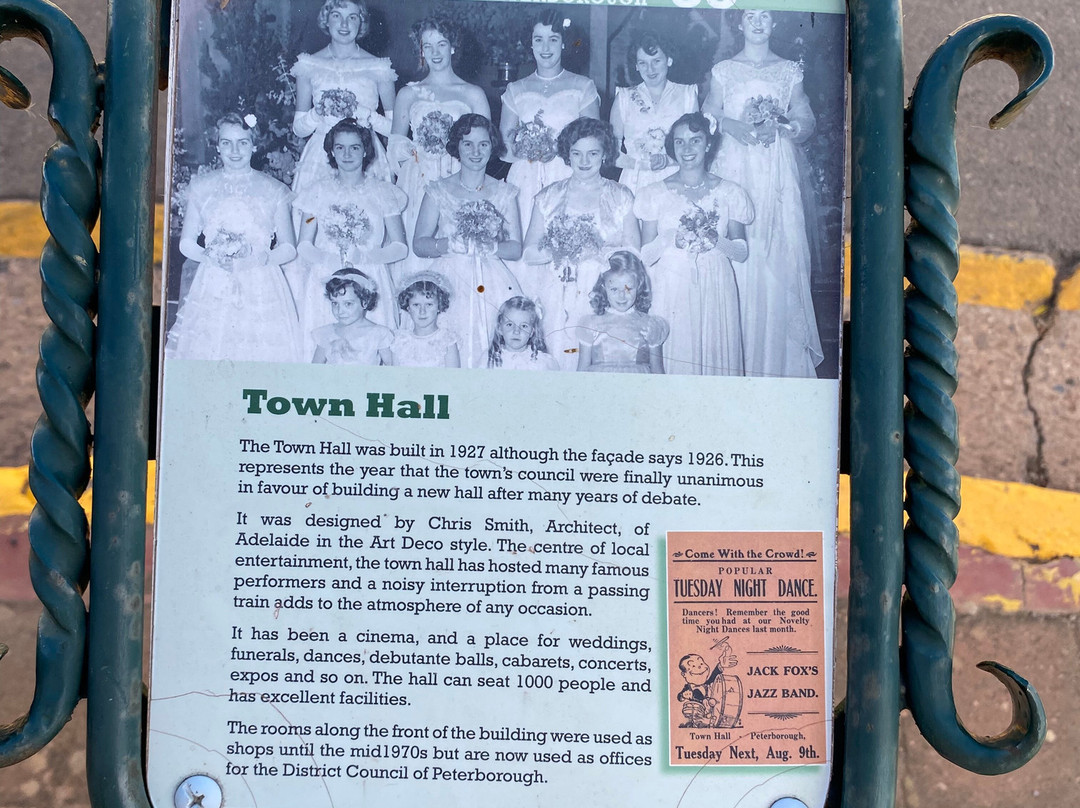 Town Hall
The Town Hall was built in 1927 although the façade says 1926. This
represents the year that the town's council were finally unanimous
in favour of building a new hall after many years of debate.
It was designed by Chris Smith, Architect, of
Adelaide in the Art Deco style. The centre of local
entertainment, the town hall has hosted many famous
performers and a noisy interruption from a passing
train adds to the atmosphere of any occasion.
It has been a cinema, and a place for weddings,
funerals, dances, debutante balls, cabarets, concerts,
expos and so on. The hall can seat 1000 people and
has excellent facilities.
The rooms along the front of the building were used as
shops until the mid1970s but are now used as offices
for the District Council of Peterborough.
Come With the Crowd!
POPULAR
TUESDAY NIGHT DANCE.
Dancers! Remember the good
time you had at our Novelty
Night Dances last month.
JACK FOX'S
JAZZ BAND.
Town Hall - Peterborough,
Tuesday Next, Aug. 9th.